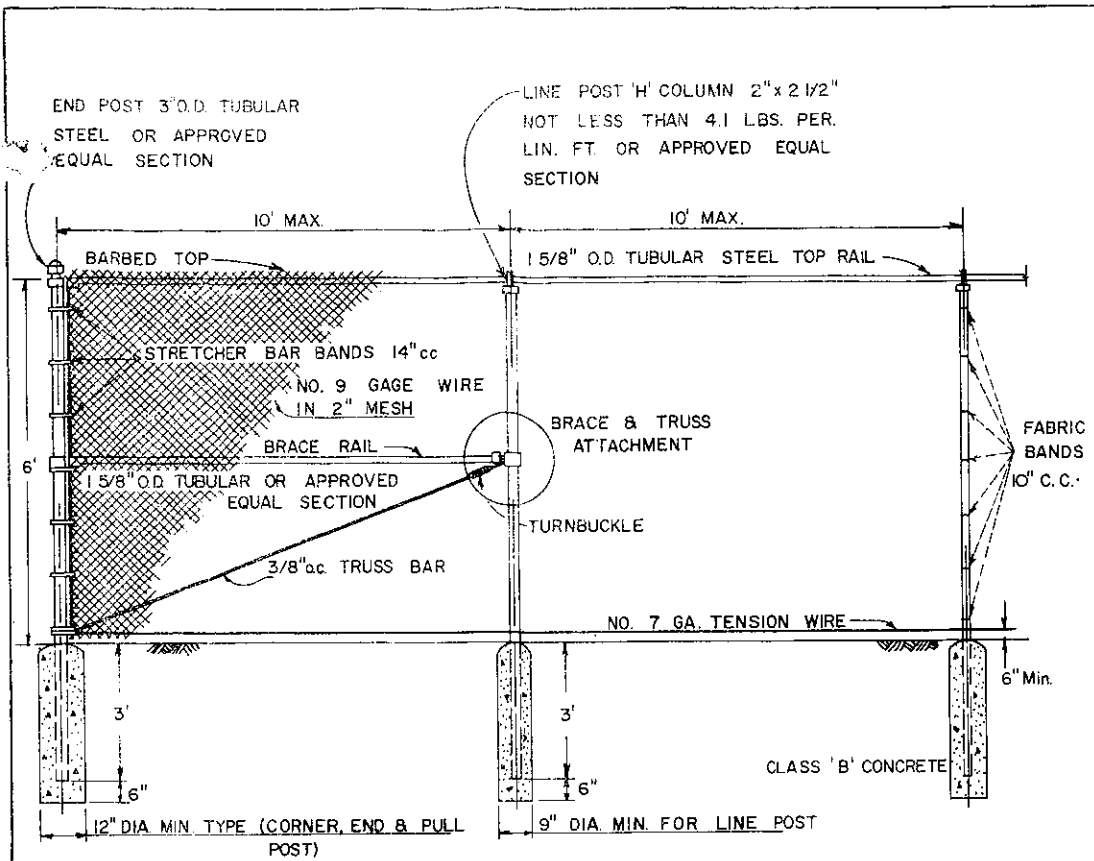 END POST 3"O.D. TUBULAR
STEEL OR APPROVED
EQUAL SECTION
LINE POST 'H' COLUMN 2" x 2 1/2"
NOT LESS THAN 4.1 LBS. PER.
LIN. FT. OR APPROVED EQUAL
SECTION
10' MAX.
10' MAX.
BARBED TOP
1 5/8" O.D. TUBULAR STEEL TOP RAIL
STRETCHER BAR BANDS 14"cc
NO. 9 GAGE WIRE
IN 2" MESH
BRACE & TRUSS
ATTACHMENT
FABRIC
BANDS
10" C.C.
BRACE RAIL
6'
1 5/8" O.D. TUBULAR OR APPROVED
EQUAL SECTION
TURNBUCKLE
3/8" o.c. TRUSS BAR
NO. 7 GA. TENSION WIRE
6" Min.
3'
3'
CLASS 'B' CONCRETE
6"
6"
12" DIA. MIN. TYPE (CORNER, END & PULL
POST)
9" DIA. MIN. FOR LINE POST